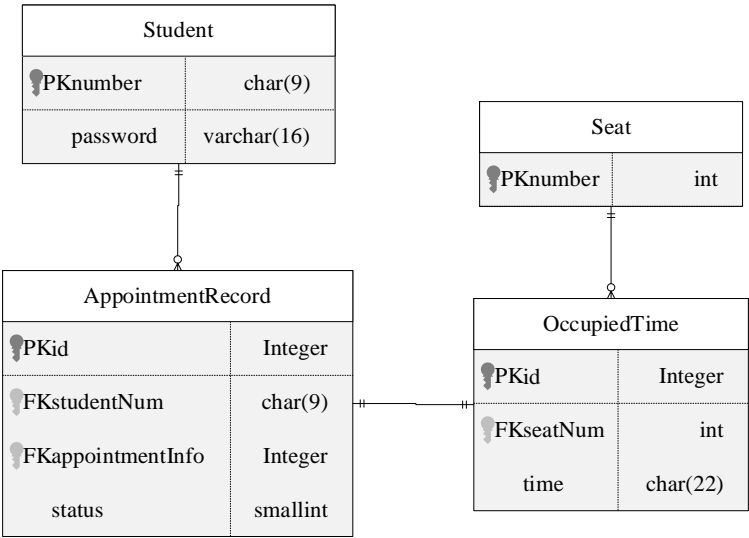 Student
PKnumber char(9)
password varchar(16)
Seat
PKnumber int
AppointmentRecord
PKid Integer
FKstudentNum char(9)
FKappointmentInfo Integer
status smallint
OccupiedTime
PKid Integer
FKseatNum int
time char(22)